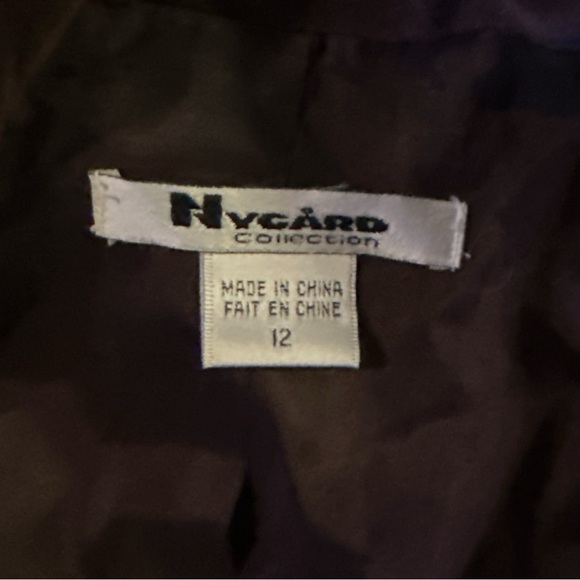 NYGÅRD
Collection
MADE IN CHINA
FAIT EN CHINE
12